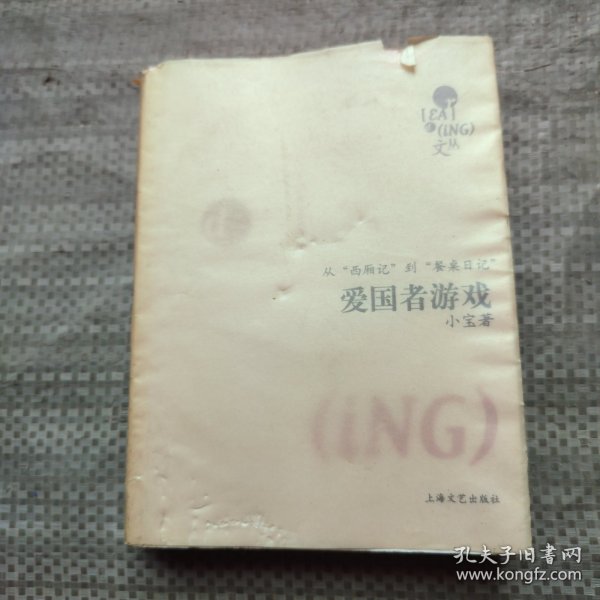 [EAT]
(iNG)
文丛
从“西厢记”到“餐桌日记”
爱国者游戏
小宝著
(iNG)
上海文艺出版社
孔夫子旧书网
www.kongfz.com